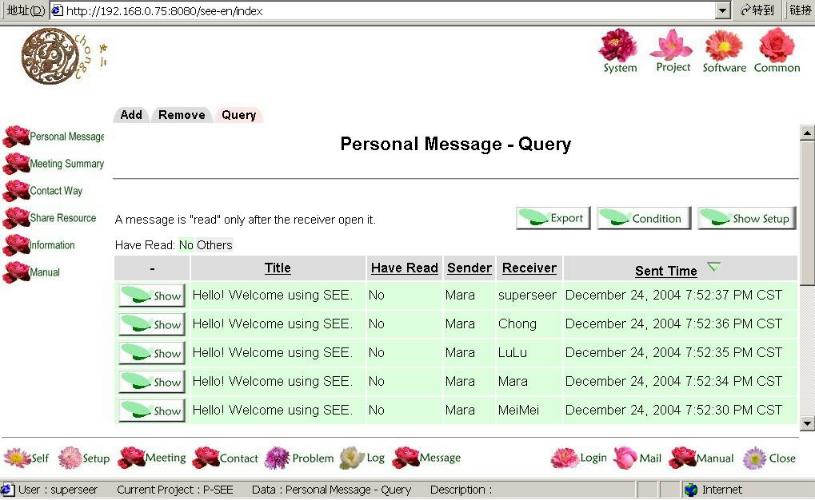 地址(D) http://192.168.0.75:8080/see-en/index 转到 链接
chong
System Project Software Common
Add Remove Query
Personal Message - Query
Personal Message
Meeting Summary
Contact Way
Share Resource
Information
Manual
A message is "read" only after the receiver open it.
Export Condition Show Setup
Have Read: No Others
- Title Have Read Sender Receiver Sent Time
Show Hello! Welcome using SEE. No Mara superseer December 24, 2004 7:52:37 PM CST
Show Hello! Welcome using SEE. No Mara Chong December 24, 2004 7:52:36 PM CST
Show Hello! Welcome using SEE. No Mara LuLu December 24, 2004 7:52:35 PM CST
Show Hello! Welcome using SEE. No Mara Mara December 24, 2004 7:52:34 PM CST
Show Hello! Welcome using SEE. No Mara MeiMei December 24, 2004 7:52:30 PM CST
Self Setup Meeting Contact Problem Log Message Login Mail Manual Close
User : superseer Current Project : P-SEE Data : Personal Message - Query Description : Internet